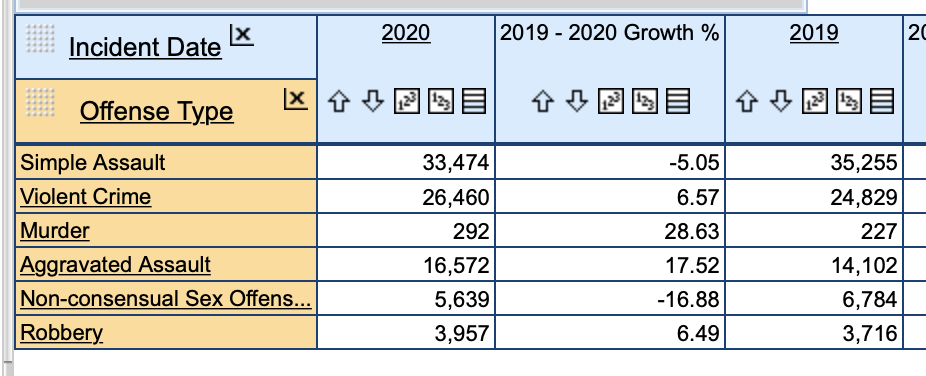 Incident Date
2020 2019 - 2020 Growth % 2019
Offense Type
Simple Assault 33,474 -5.05 35,255
Violent Crime 26,460 6.57 24,829
Murder 292 28.63 227
Aggravated Assault 16,572 17.52 14,102
Non-consensual Sex Offens... 5,639 -16.88 6,784
Robbery 3,957 6.49 3,716